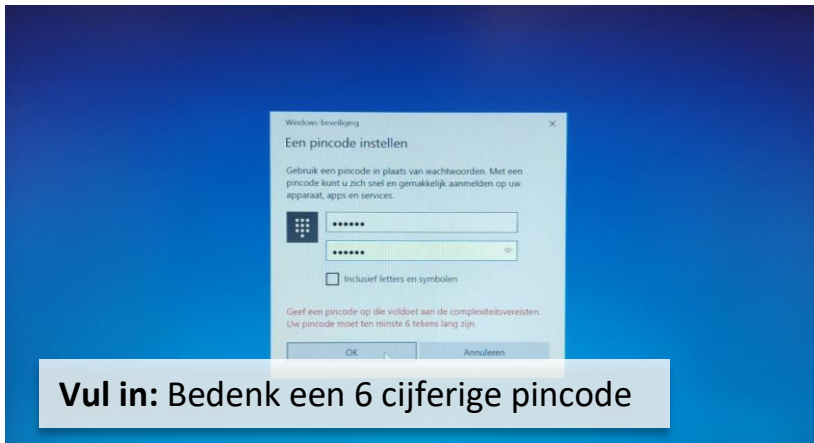 Windows-beveiliging
Een pincode instellen
Gebruik een pincode in plaats van wachtwoorden. Met een
pincode kunt u zich snel en gemakkelijk aanmelden op uw
apparaat, apps en services.
••••••
••••••
Inclusief letters en symbolen
Geef een pincode op die voldoet aan de complexiteitsvereisten.
Uw pincode moet ten minste 6 tekens lang zijn.
OK
Annuleren
Vul in: Bedenk een 6 cijferige pincode